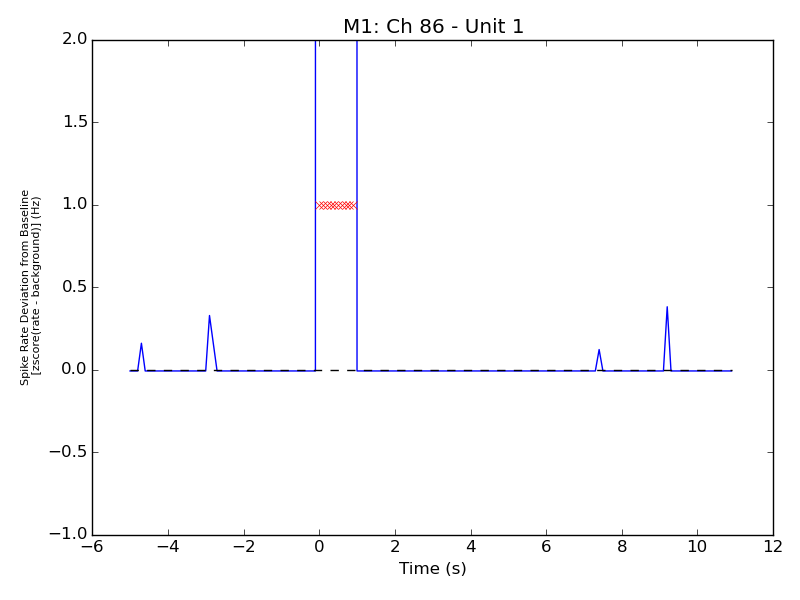 M1: Ch 86 - Unit 1
2.0
1.5
1.0
0.5
0.0
−0.5
−1.0
Spike Rate Deviation from Baseline
[zscore(rate - background)] (Hz)
−6 −4 −2 0 2 4 6 8 10 12
Time (s)